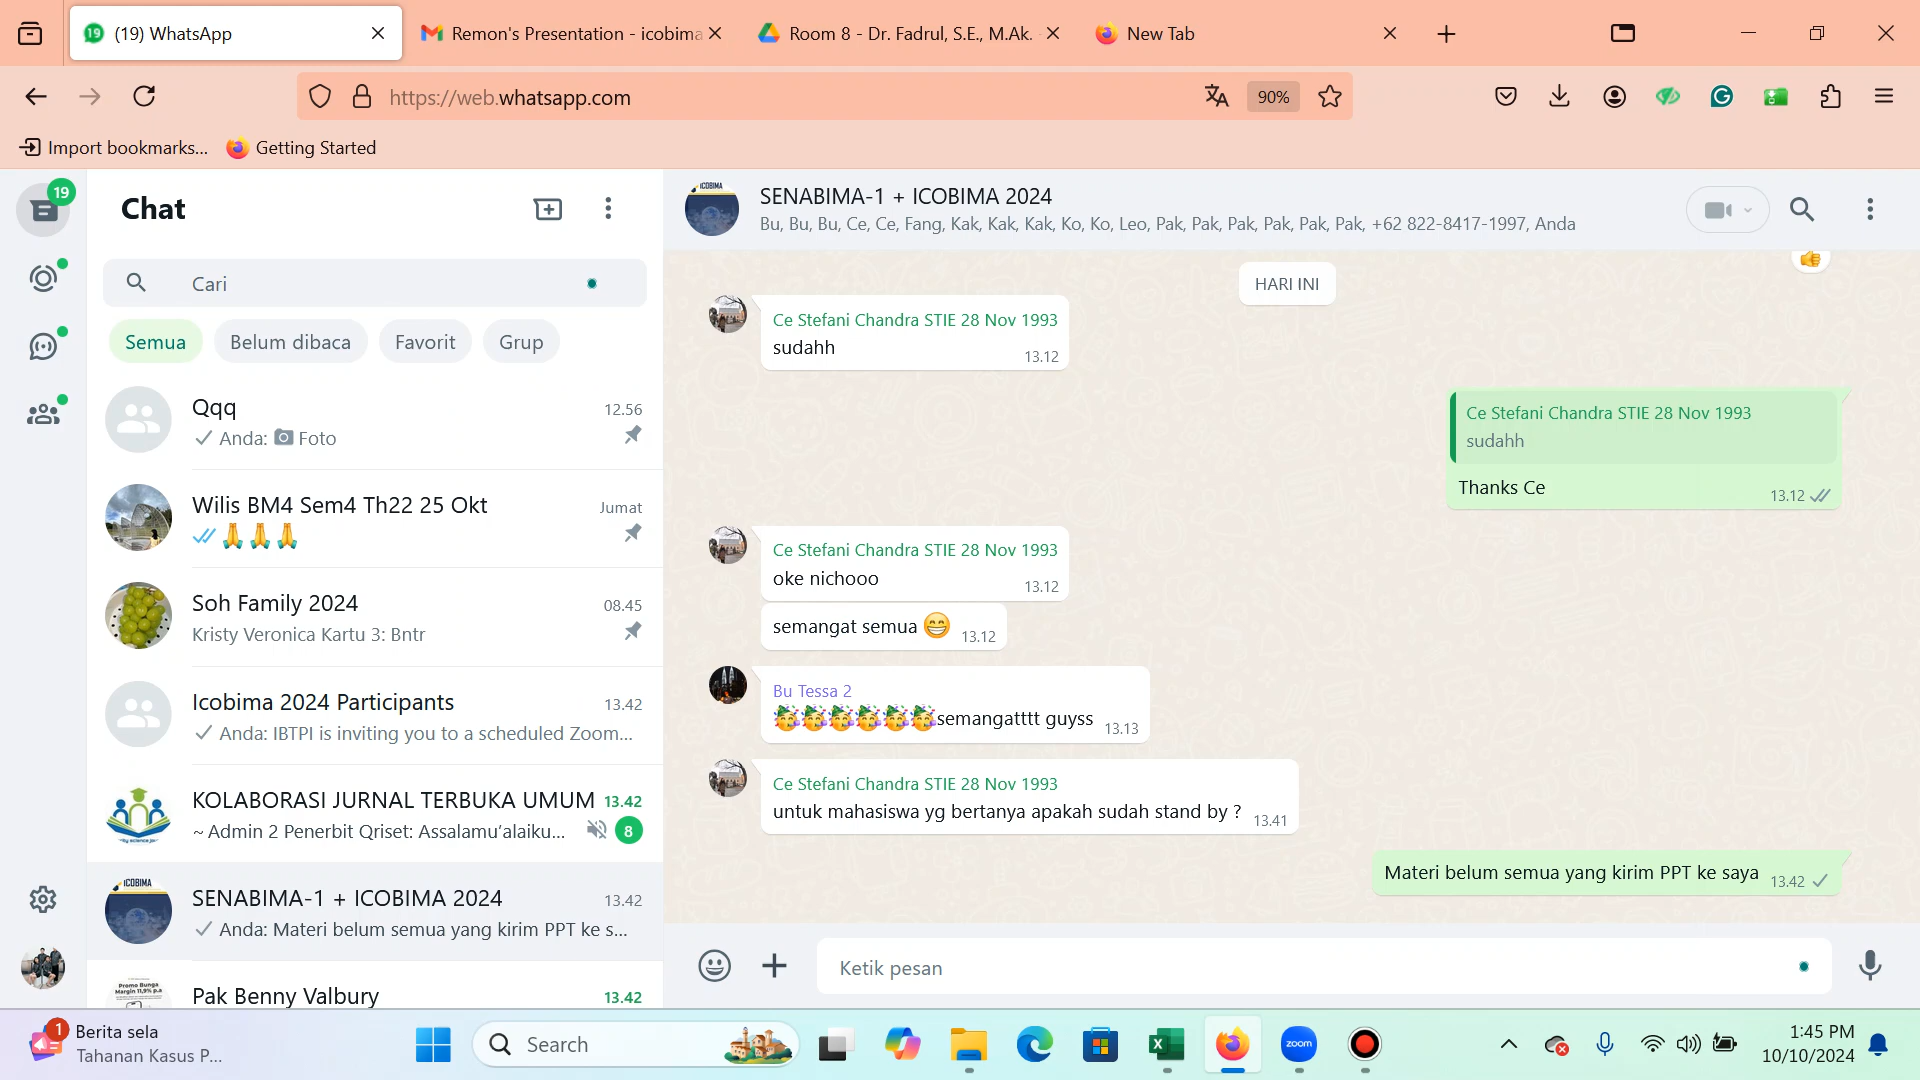 19 (19) WhatsApp
Remon's Presentation - icobima
Room 8 - Dr. Fadrul, S.E., M.Ak. -
New Tab
https://web.whatsapp.com
90%
Import bookmarks...
Getting Started
19
Chat
Cari
Semua
Belum dibaca
Favorit
Grup
Qqq
12.56
Anda: Foto
Wilis BM4 Sem4 Th22 25 Okt
Jumat
🙏🙏🙏
Soh Family 2024
08.45
Kristy Veronica Kartu 3: Bntr
Icobima 2024 Participants
13.42
Anda: IBTPI is inviting you to a scheduled Zoom...
KOLABORASI JURNAL TERBUKA UMUM
13.42
~ Admin 2 Penerbit Qriset: Assalamu'alaiku...
8
ICOBIMA
SENABIMA-1 + ICOBIMA 2024
13.42
Anda: Materi belum semua yang kirim PPT ke s...
Promo Bunga
Margin 11,9% p.a
Pak Benny Valbury
13.42
ICOBIMA
SENABIMA-1 + ICOBIMA 2024
Bu, Bu, Bu, Ce, Ce, Fang, Kak, Kak, Kak, Ko, Ko, Leo, Pak, Pak, Pak, Pak, Pak, Pak, +62 822-8417-1997, Anda
👍
HARI INI
Ce Stefani Chandra STIE 28 Nov 1993
sudahh
13.12
Ce Stefani Chandra STIE 28 Nov 1993
sudahh
Thanks Ce
13.12
Ce Stefani Chandra STIE 28 Nov 1993
oke nichooo
13.12
semangat semua 😁
13.12
Bu Tessa 2
🥳🥳🥳🥳🥳🥳semangatttt guyss
13.13
Ce Stefani Chandra STIE 28 Nov 1993
untuk mahasiswa yg bertanya apakah sudah stand by ?
13.41
Materi belum semua yang kirim PPT ke saya
13.42
Ketik pesan
1
Berita sela
Tahanan Kasus P...
Search
zoom
1:45 PM
10/10/2024